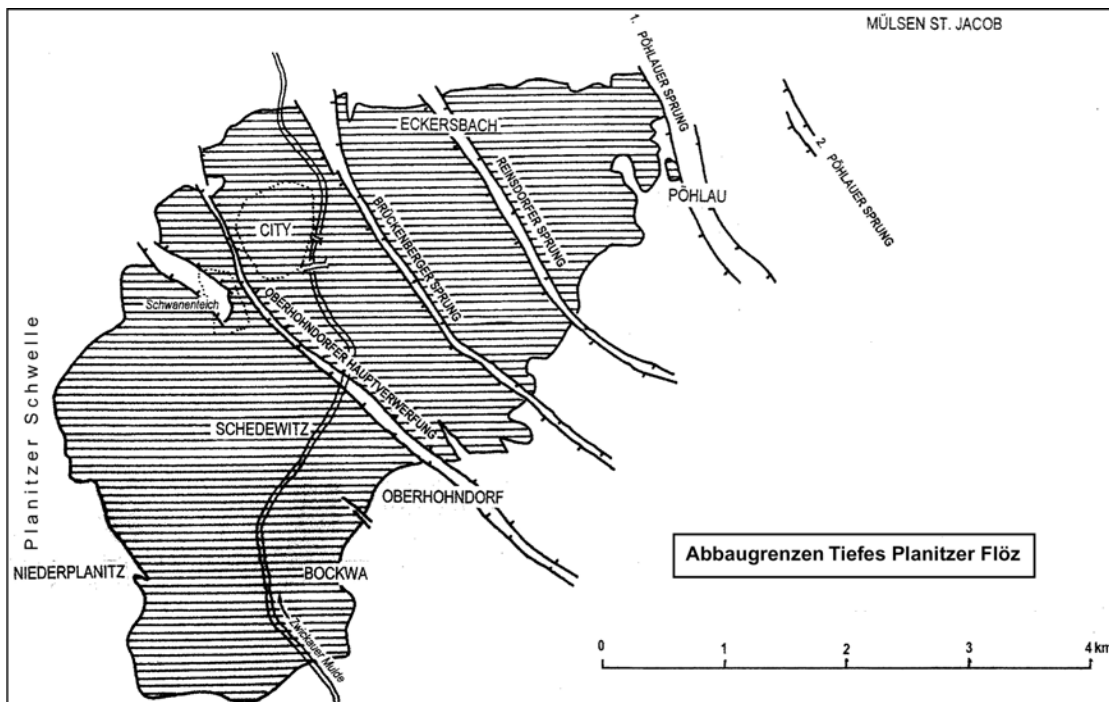 MÜLSEN ST. JACOB
1. PÖHLAUER SPRUNG
ECKERSBACH
2. PÖHLAUER SPRUNG
REINSDORFER SPRUNG
PÖHLAU
BRÜCKENBERGER SPRUNG
CITY
Schwanenteich
OBERHOHNDORFER HAUPTVERWERFUNG
Planitzer Schwelle
SCHEDEWITZ
OBERHOHNDORF
Abbaugrenzen Tiefes Planitzer Flöz
NIEDERPLANITZ
BOCKWA
Zwickauer Mulde
0 1 2 3 4 km